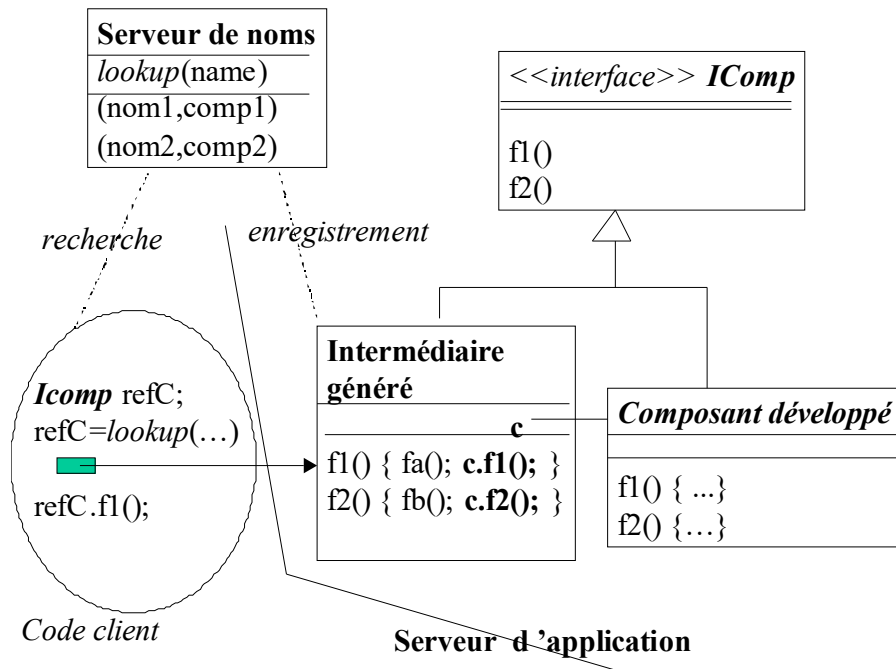 Serveur de noms
lookup(name)
(nom1,comp1)
(nom2,comp2)
<<interface>> IComp
f1()
f2()
recherche
enregistrement
Icomp refC;
refC=lookup(…)
refC.f1();
Code client
Intermédiaire
généré
c
f1() { fa(); c.f1(); }
f2() { fb(); c.f2(); }
Composant développé
f1() { ...}
f2() {…}
Serveur d ’application